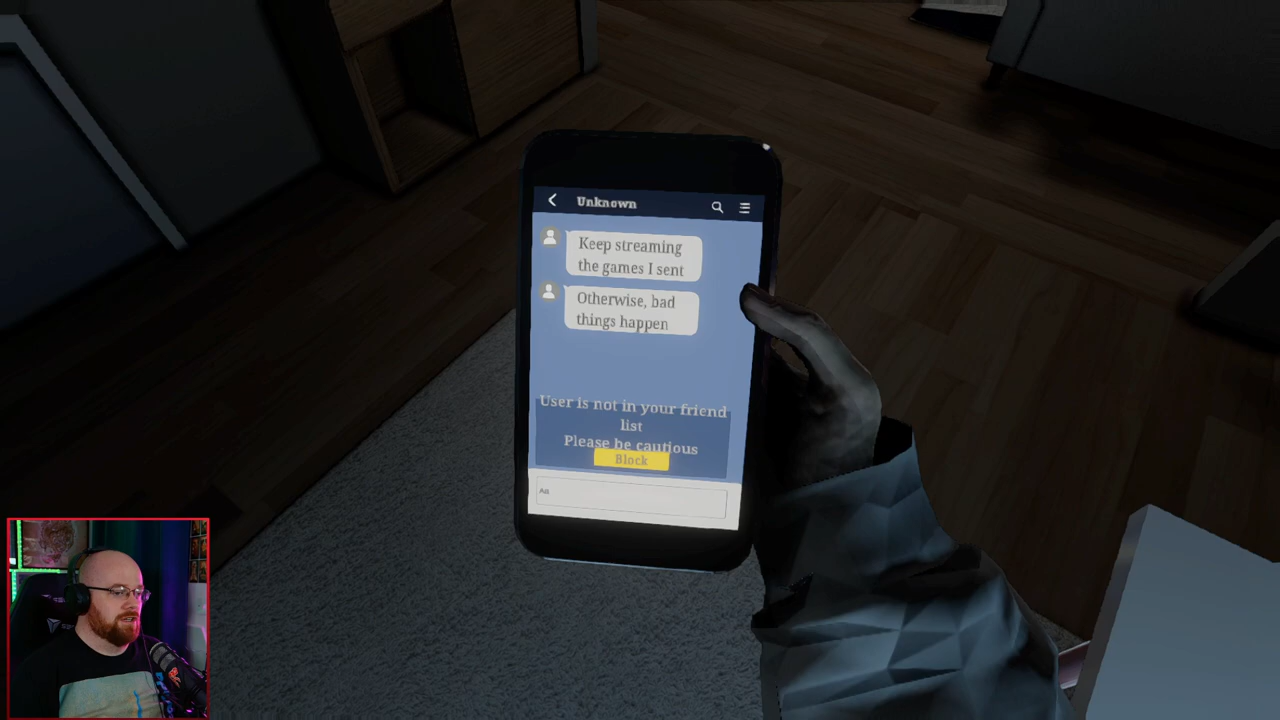 Unknown
Keep streaming
the games I sent
Otherwise, bad
things happen
User is not in your friend
list
Please be cautious
Block
Aa